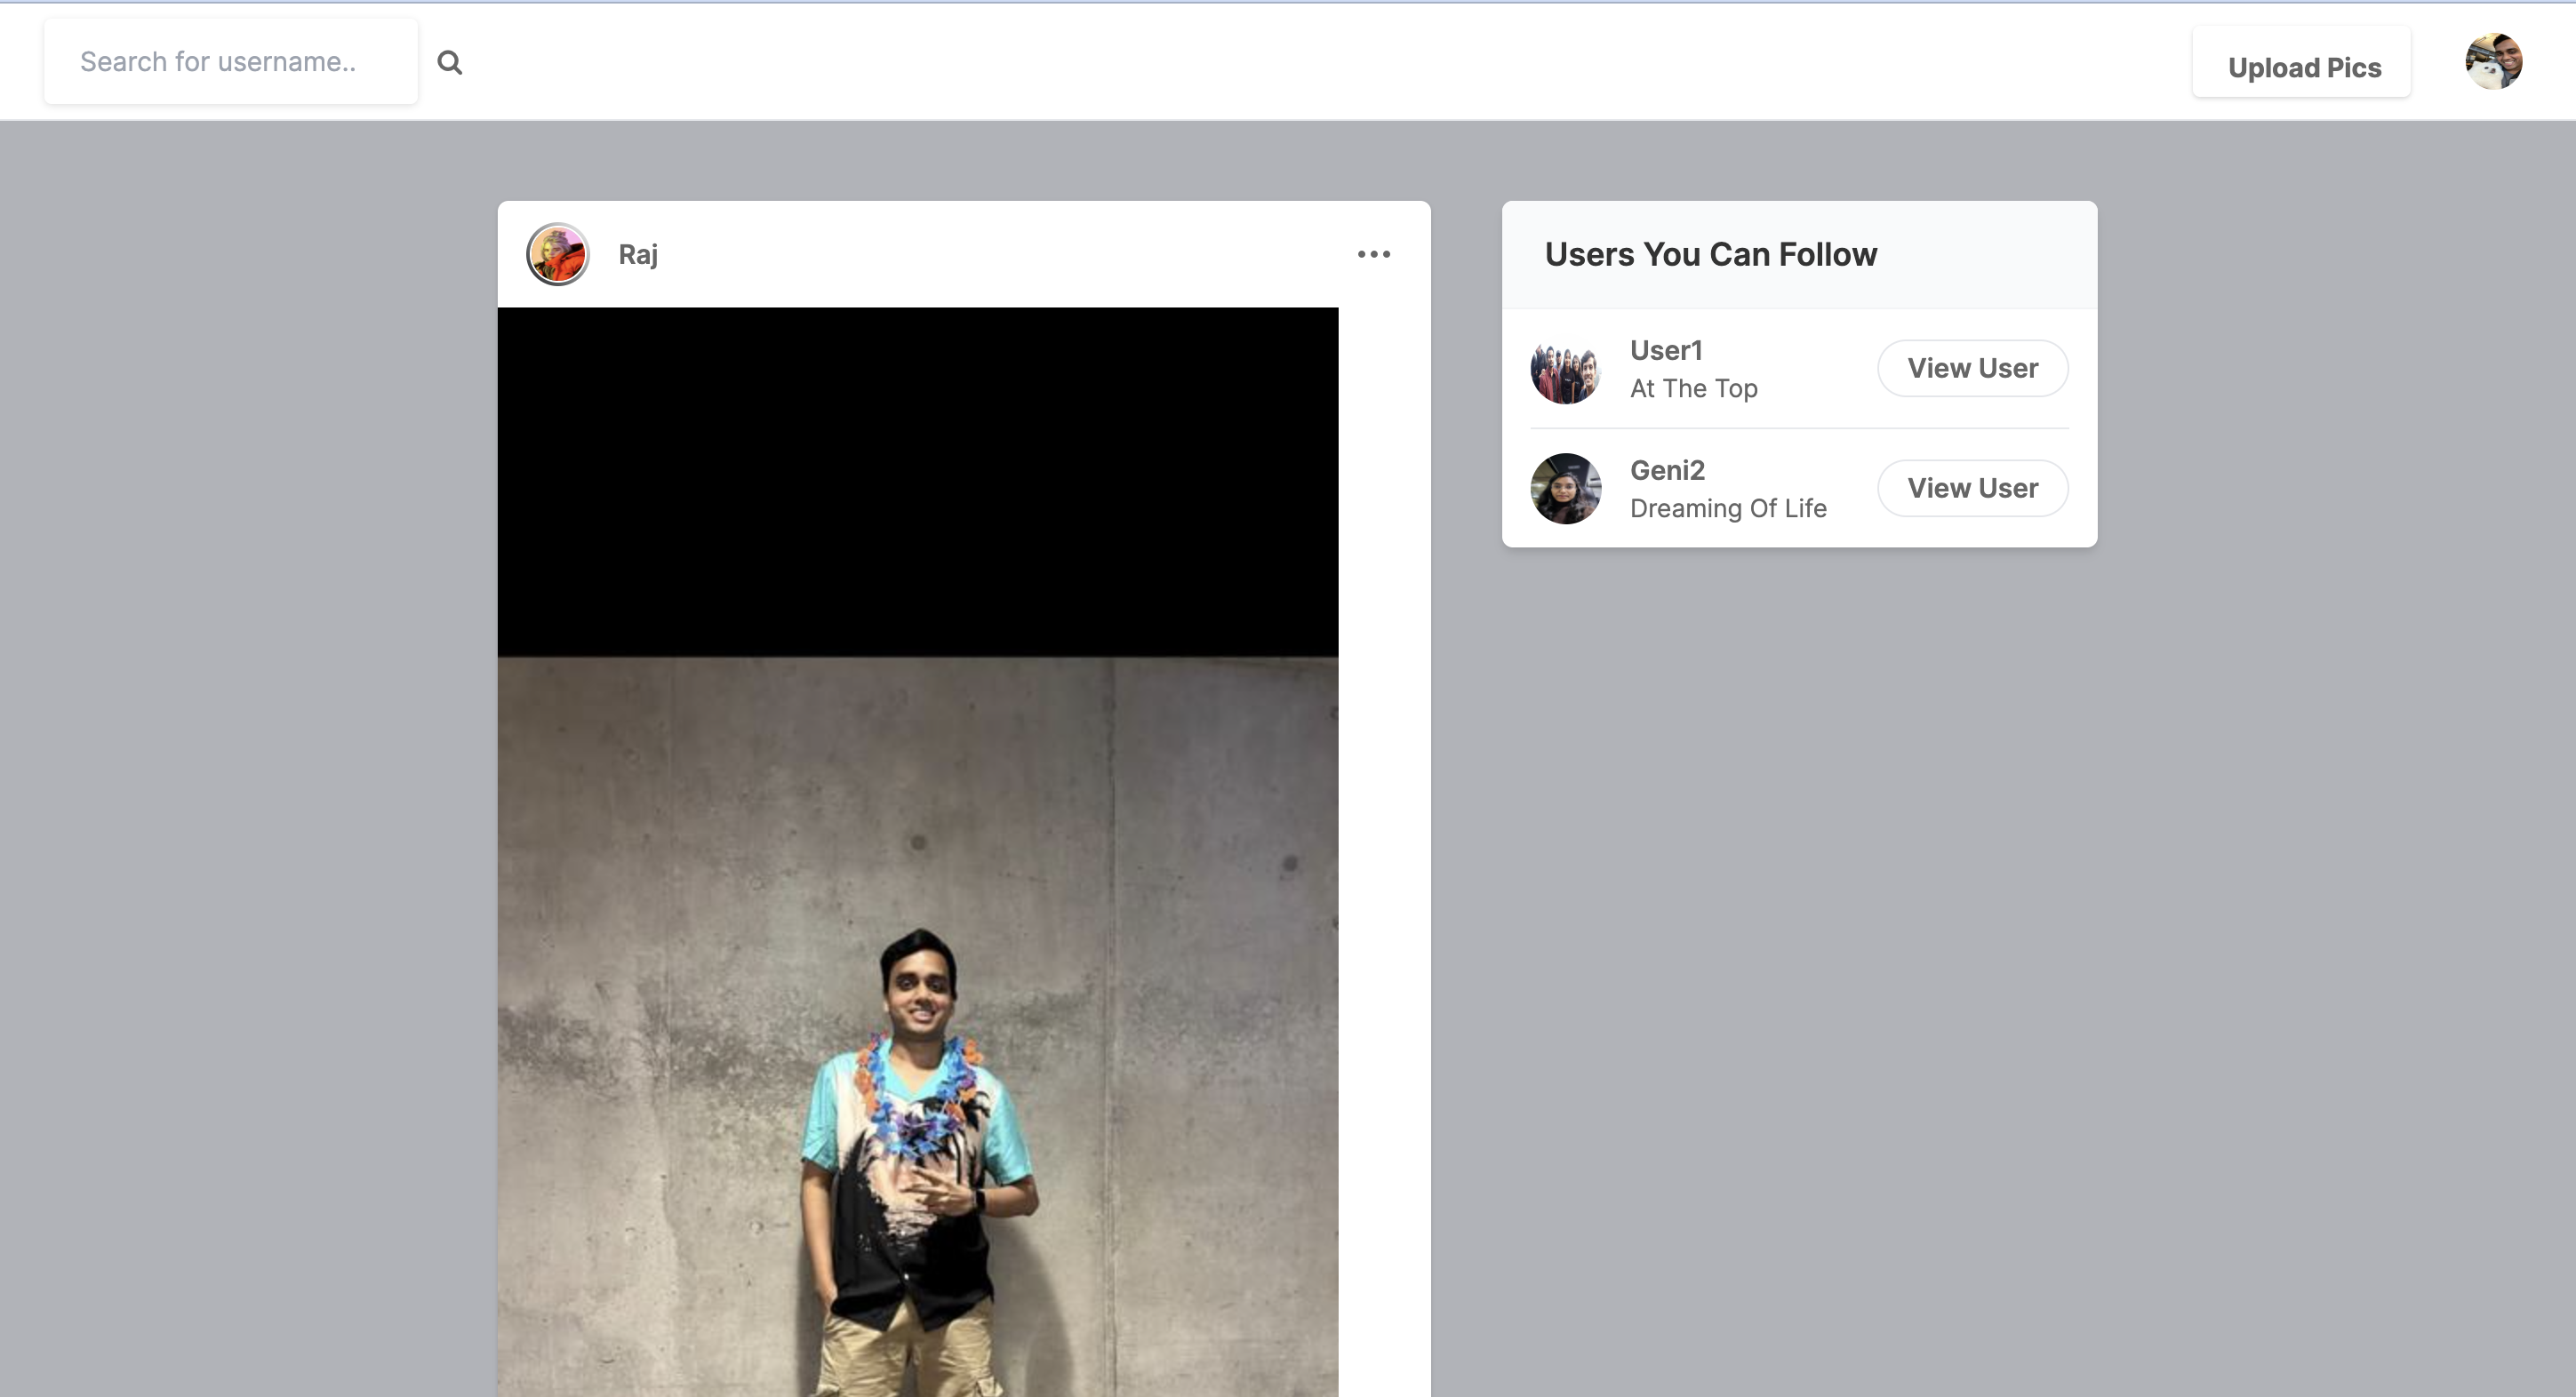 Search for username..
Upload Pics
Raj
Users You Can Follow
User1
At The Top
View User
Geni2
Dreaming Of Life
View User